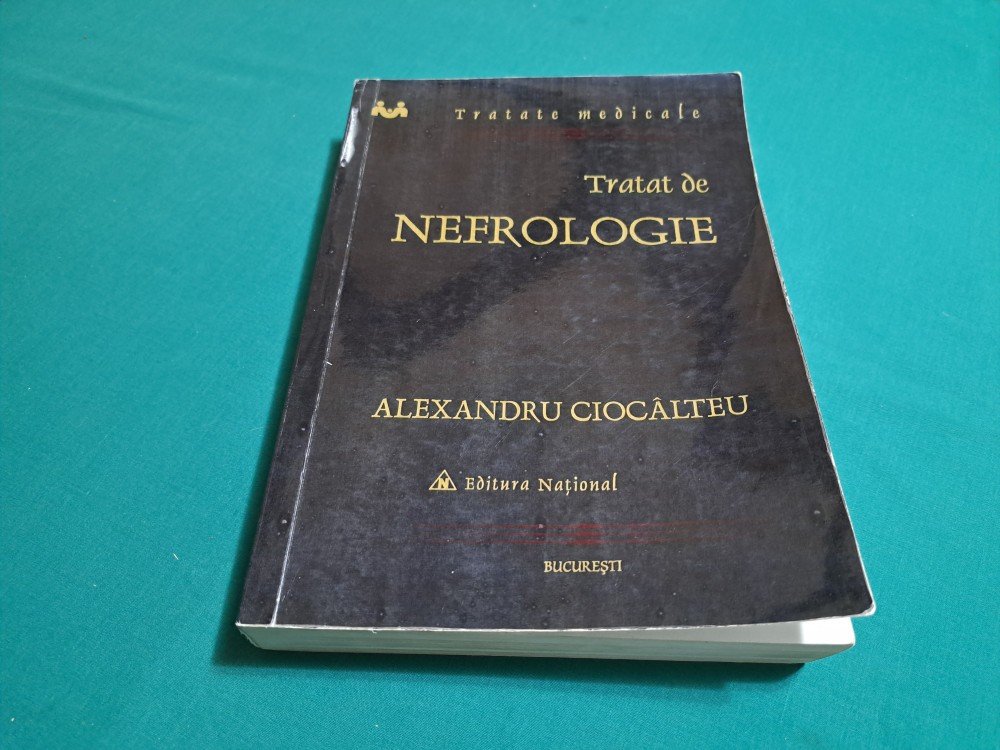 Tratate medicale
Tratat de
NEFROLOGIE
ALEXANDRU CIOCÂLTEU
N Editura Național
BUCUREȘTI